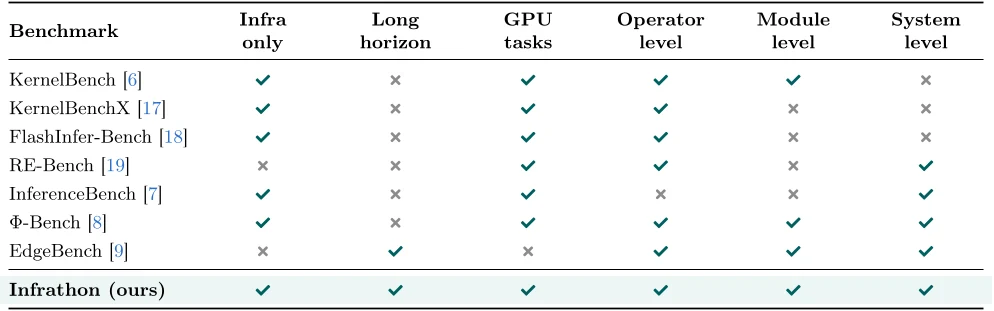 Benchmark Infra only Long horizon GPU tasks Operator level Module level System level
KernelBench [6] ✓ ✗ ✓ ✓ ✓ ✗
KernelBenchX [17] ✓ ✗ ✓ ✓ ✗ ✗
FlashInfer-Bench [18] ✓ ✗ ✓ ✓ ✗ ✗
RE-Bench [19] ✗ ✗ ✓ ✓ ✗ ✓
InferenceBench [7] ✓ ✗ ✓ ✗ ✗ ✓
Φ-Bench [8] ✓ ✗ ✓ ✓ ✓ ✓
EdgeBench [9] ✗ ✓ ✗ ✓ ✓ ✓
Infrathon (ours) ✓ ✓ ✓ ✓ ✓ ✓